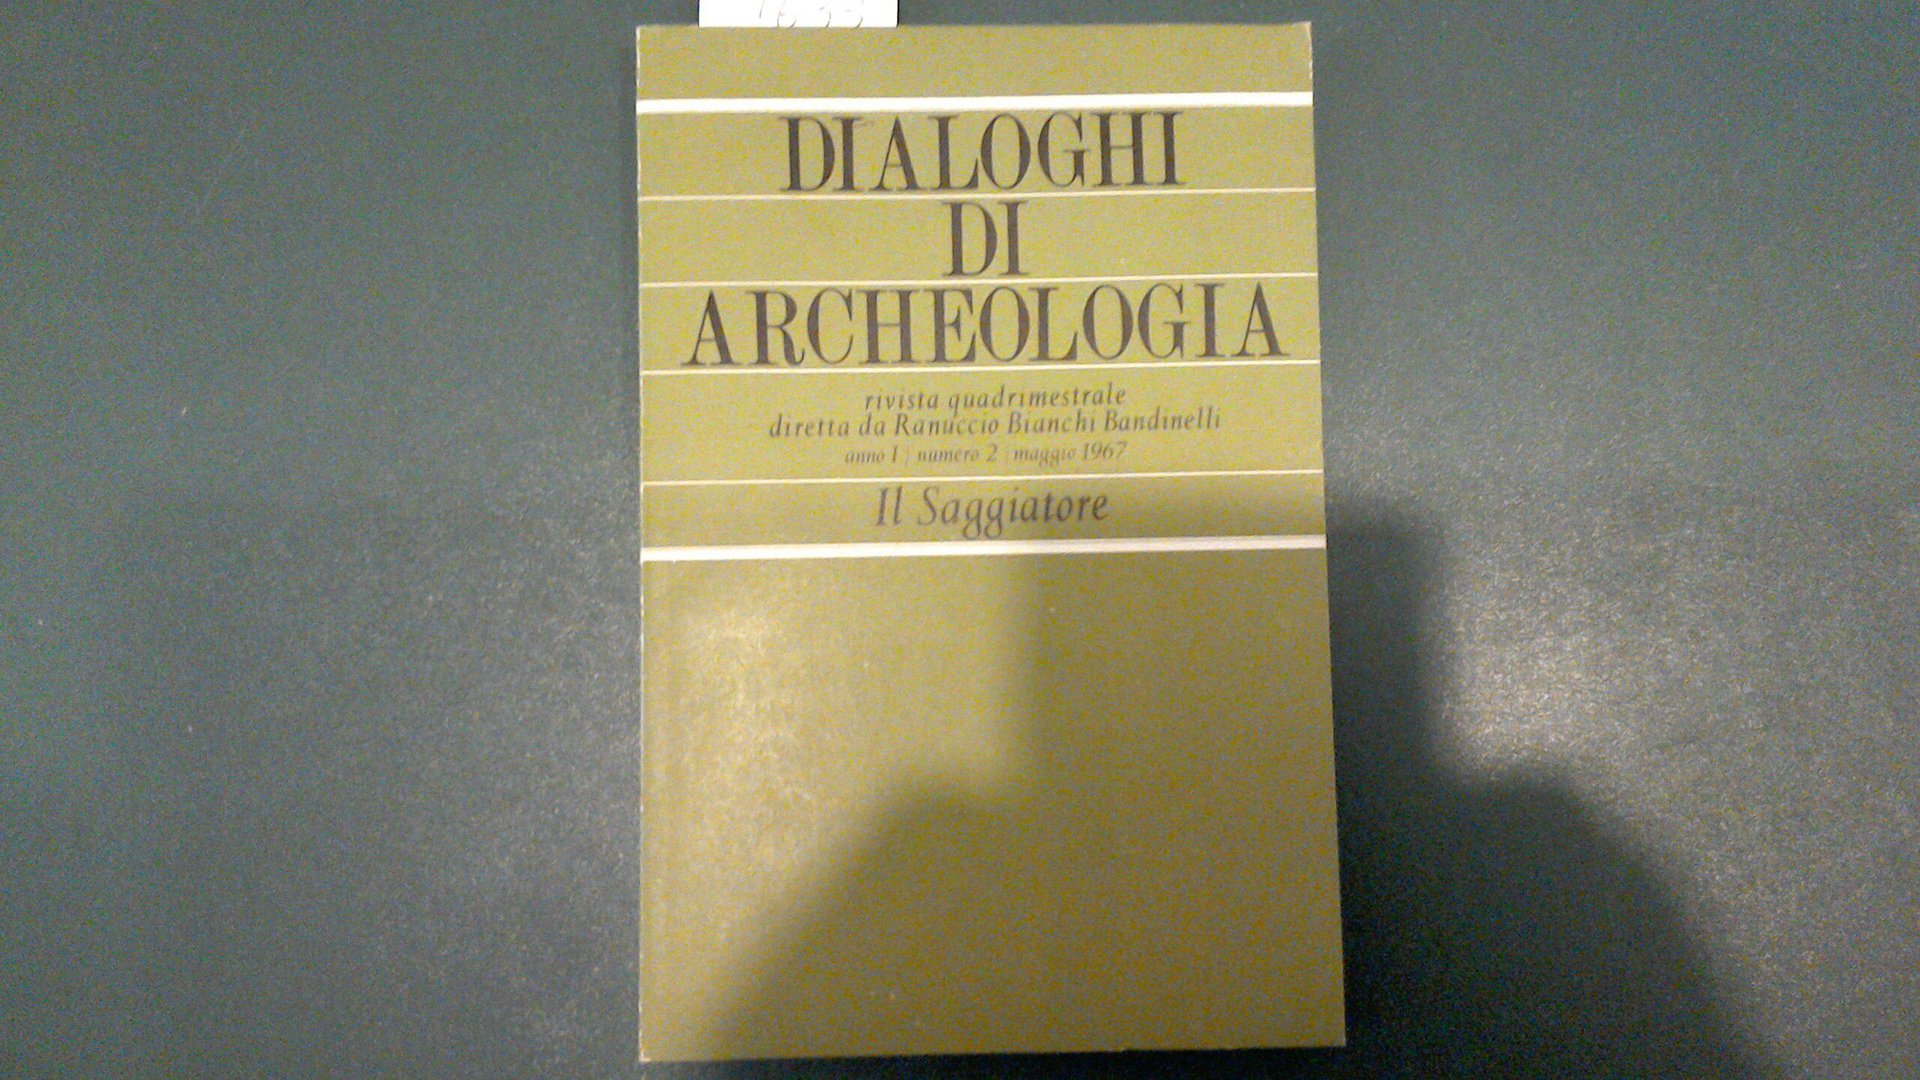 DIALOGHI
DI
ARCHEOLOGIA
rivista quadrimestrale
diretta da Ranuccio Bianchi Bandinelli
anno I | numero 2 | maggio 1967
Il Saggiatore